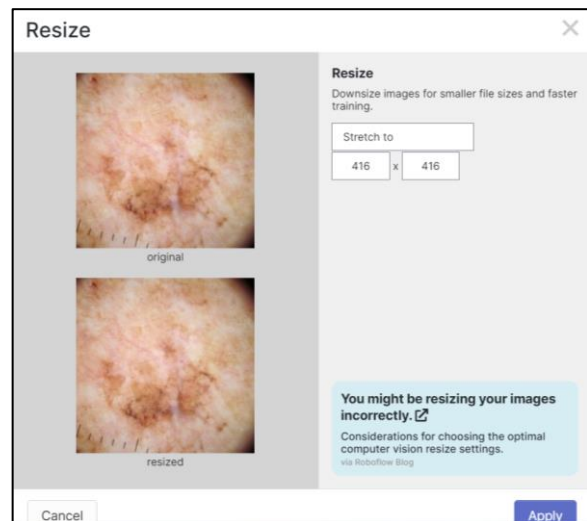 Resize
original
resized
Resize
Downsize images for smaller file sizes and faster
training.
Stretch to
416 x 416
You might be resizing your images
incorrectly.
Considerations for choosing the optimal
computer vision resize settings.
via Roboflow Blog
Cancel
Apply